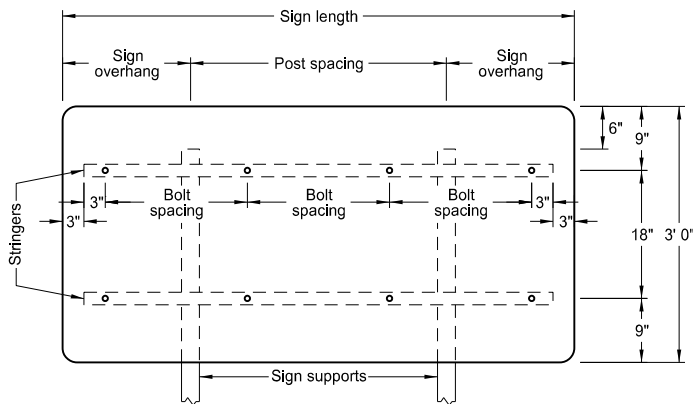 Sign length
Sign
overhang
Post spacing
Sign
overhang
6"
9"
Stringers
3"
Bolt
spacing
Bolt
spacing
Bolt
spacing
3"
3"
3"
18"
3' 0"
9"
Sign supports